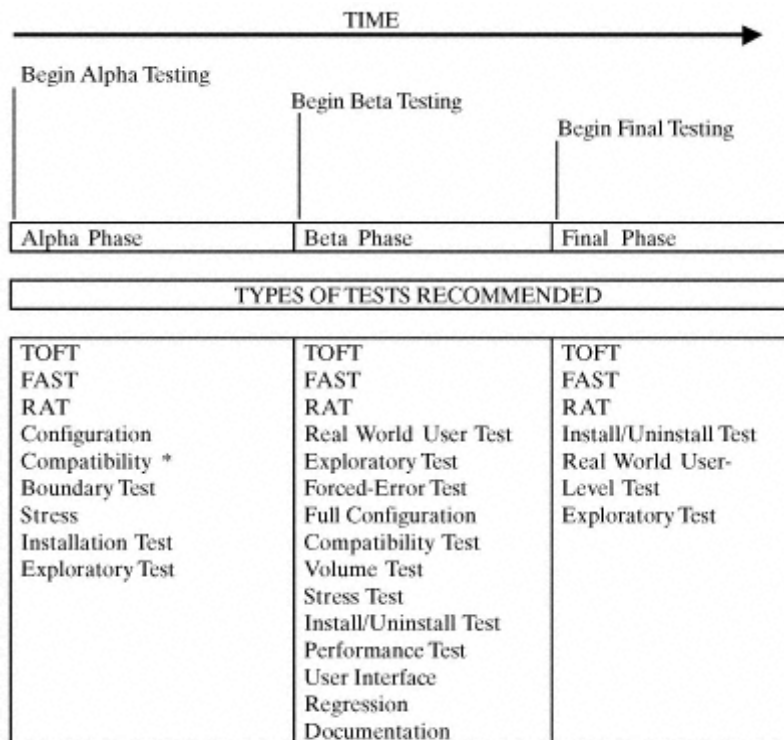 TIME
Begin Alpha Testing
Begin Beta Testing
Begin Final Testing
Alpha Phase
Beta Phase
Final Phase
TYPES OF TESTS RECOMMENDED
TOFT
FAST
RAT
Configuration
Compatibility *
Boundary Test
Stress
Installation Test
Exploratory Test
TOFT
FAST
RAT
Real World User Test
Exploratory Test
Forced-Error Test
Full Configuration
Compatibility Test
Volume Test
Stress Test
Install/Uninstall Test
Performance Test
User Interface
Regression
Documentation
TOFT
FAST
RAT
Install/Uninstall Test
Real World User-
Level Test
Exploratory Test